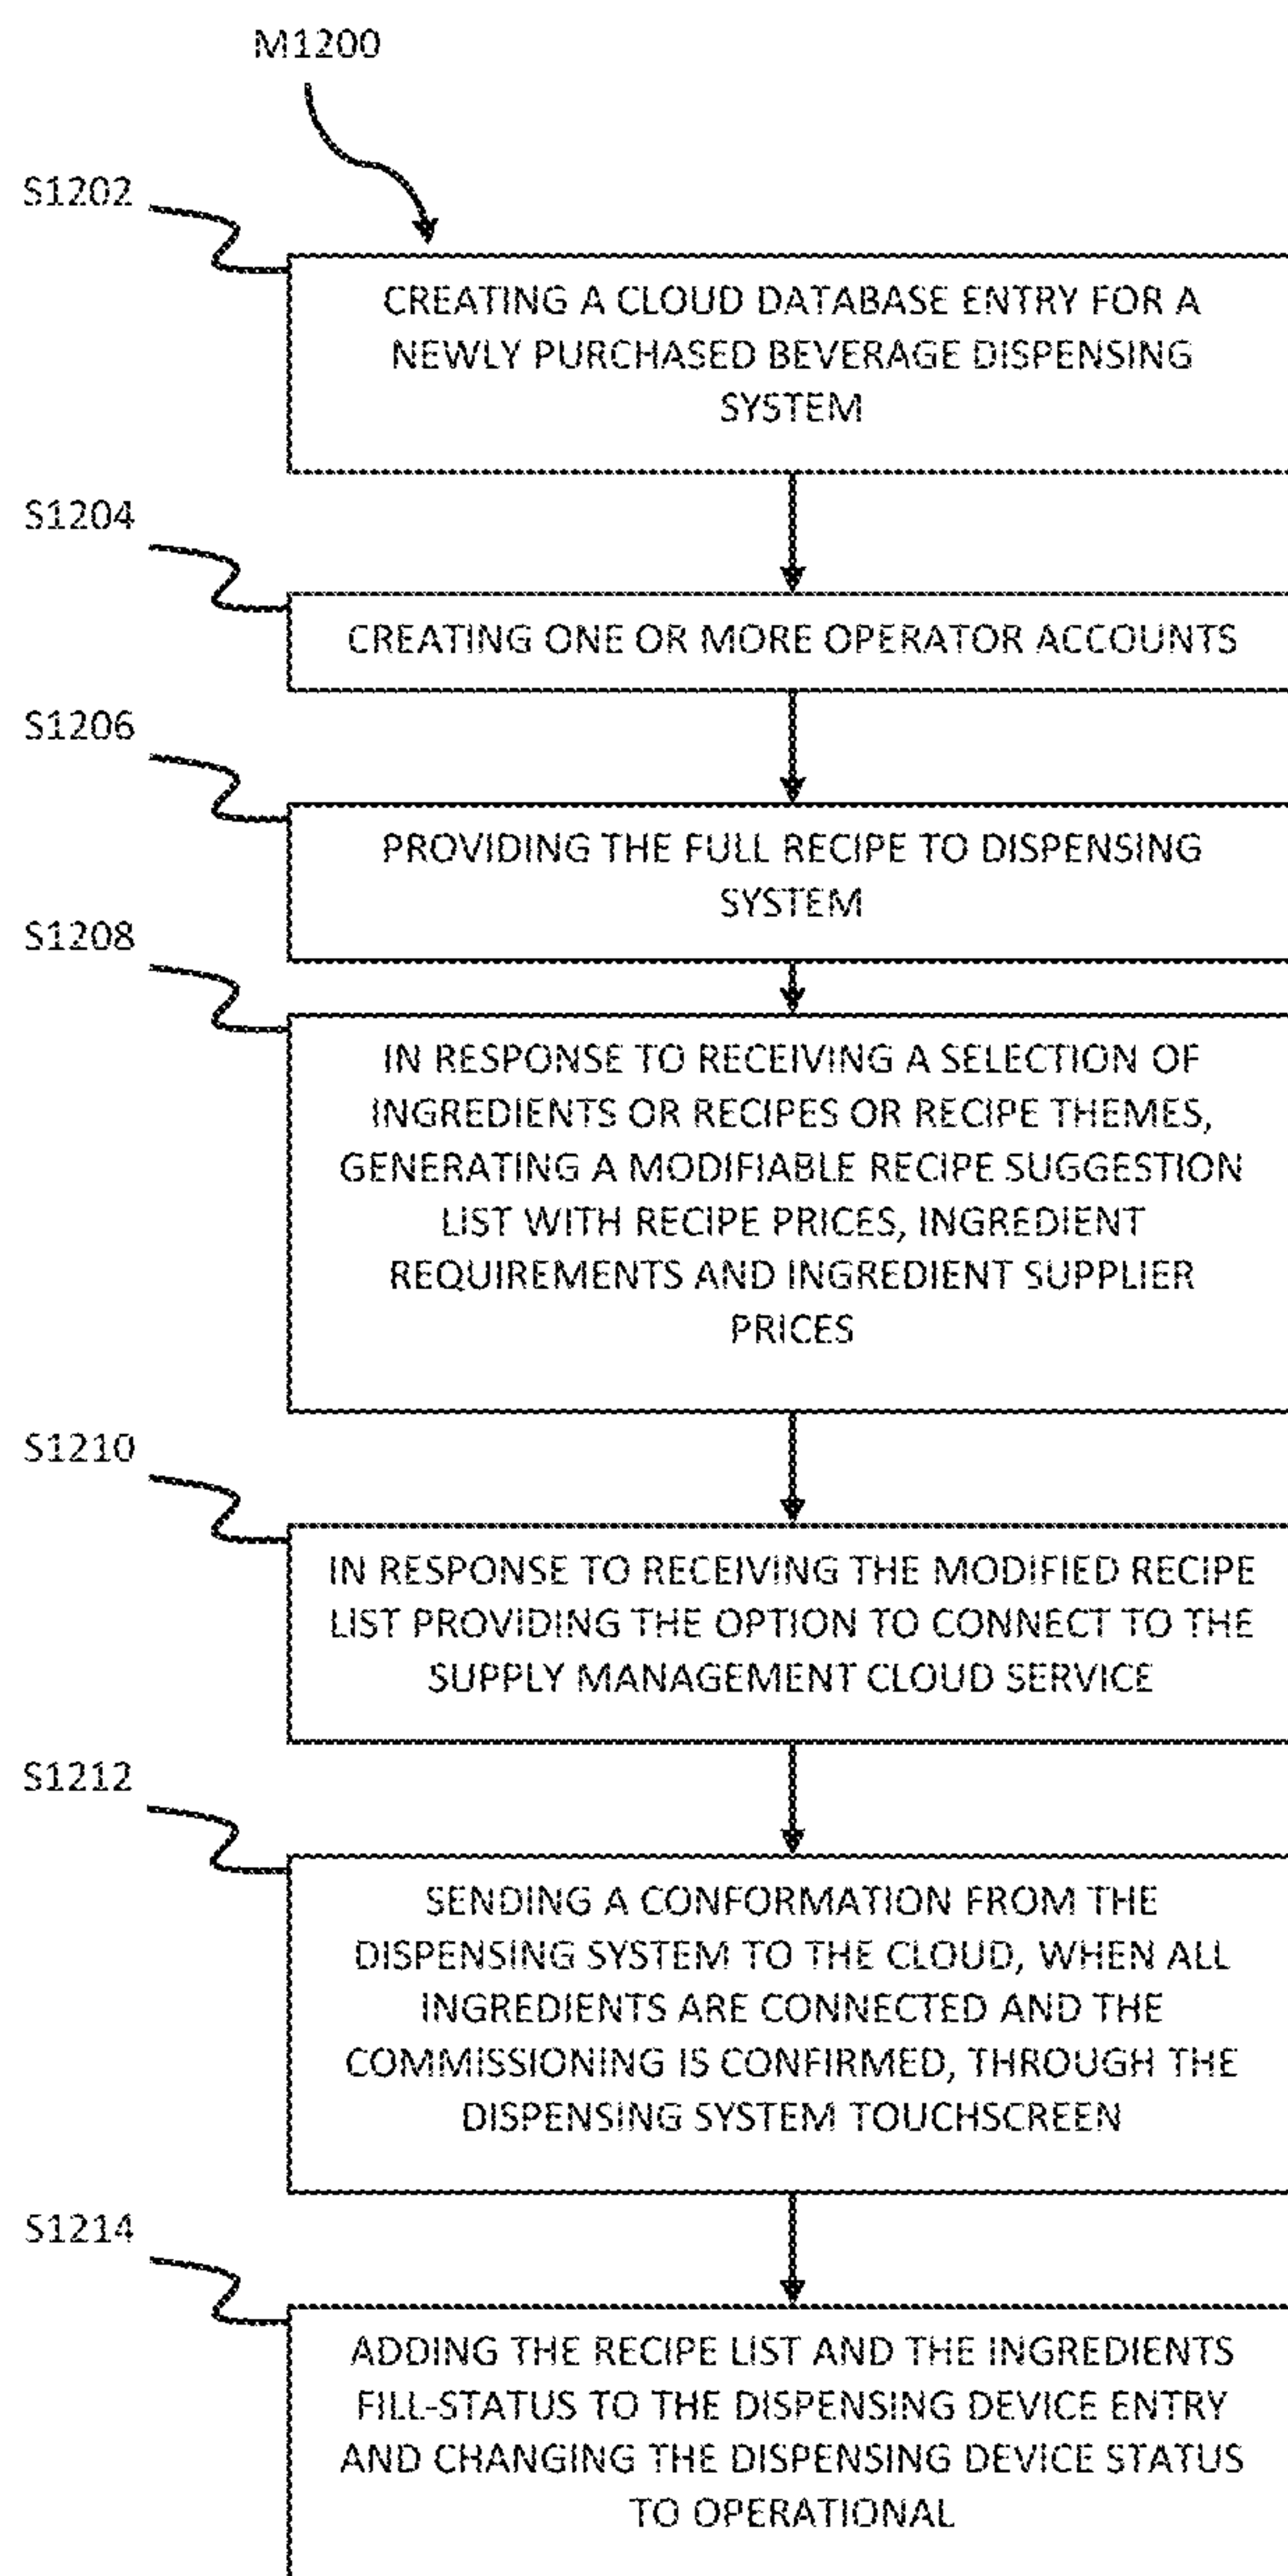 M1200
S1202
CREATING A CLOUD DATABASE ENTRY FOR A
NEWLY PURCHASED BEVERAGE DISPENSING
SYSTEM
S1204
CREATING ONE OR MORE OPERATOR ACCOUNTS
S1206
PROVIDING THE FULL RECIPE TO DISPENSING
SYSTEM
S1208
IN RESPONSE TO RECEIVING A SELECTION OF
INGREDIENTS OR RECIPES OR RECIPE THEMES,
GENERATING A MODIFIABLE RECIPE SUGGESTION
LIST WITH RECIPE PRICES, INGREDIENT
REQUIREMENTS AND INGREDIENT SUPPLIER
PRICES
S1210
IN RESPONSE TO RECEIVING THE MODIFIED RECIPE
LIST PROVIDING THE OPTION TO CONNECT TO THE
SUPPLY MANAGEMENT CLOUD SERVICE
S1212
SENDING A CONFORMATION FROM THE
DISPENSING SYSTEM TO THE CLOUD, WHEN ALL
INGREDIENTS ARE CONNECTED AND THE
COMMISSIONING IS CONFIRMED, THROUGH THE
DISPENSING SYSTEM TOUCHSCREEN
S1214
ADDING THE RECIPE LIST AND THE INGREDIENTS
FILL-STATUS TO THE DISPENSING DEVICE ENTRY
AND CHANGING THE DISPENSING DEVICE STATUS
TO OPERATIONAL